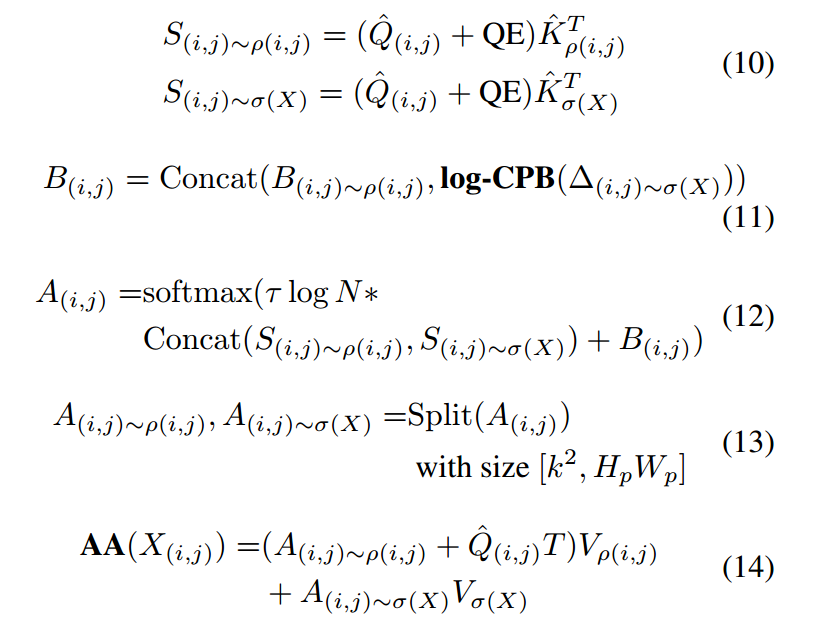 S_{(i,j)∼ρ(i,j)} = (Q̂_{(i,j)} + QE)K̂^T_{ρ(i,j)}
(10)
S_{(i,j)∼σ(X)} = (Q̂_{(i,j)} + QE)K̂^T_{σ(X)}
B_{(i,j)} = Concat(B_{(i,j)∼ρ(i,j)}, log-CPB(Δ_{(i,j)∼σ(X)}))
(11)
A_{(i,j)} =softmax(τ log N∗
Concat(S_{(i,j)∼ρ(i,j)}, S_{(i,j)∼σ(X)}) + B_{(i,j)})
(12)
A_{(i,j)∼ρ(i,j)}, A_{(i,j)∼σ(X)} =Split(A_{(i,j)})
with size [k², H_pW_p]
(13)
AA(X_{(i,j)}) =(A_{(i,j)∼ρ(i,j)} + Q̂_{(i,j)}T)V_{ρ(i,j)}
+ A_{(i,j)∼σ(X)}V_{σ(X)}
(14)